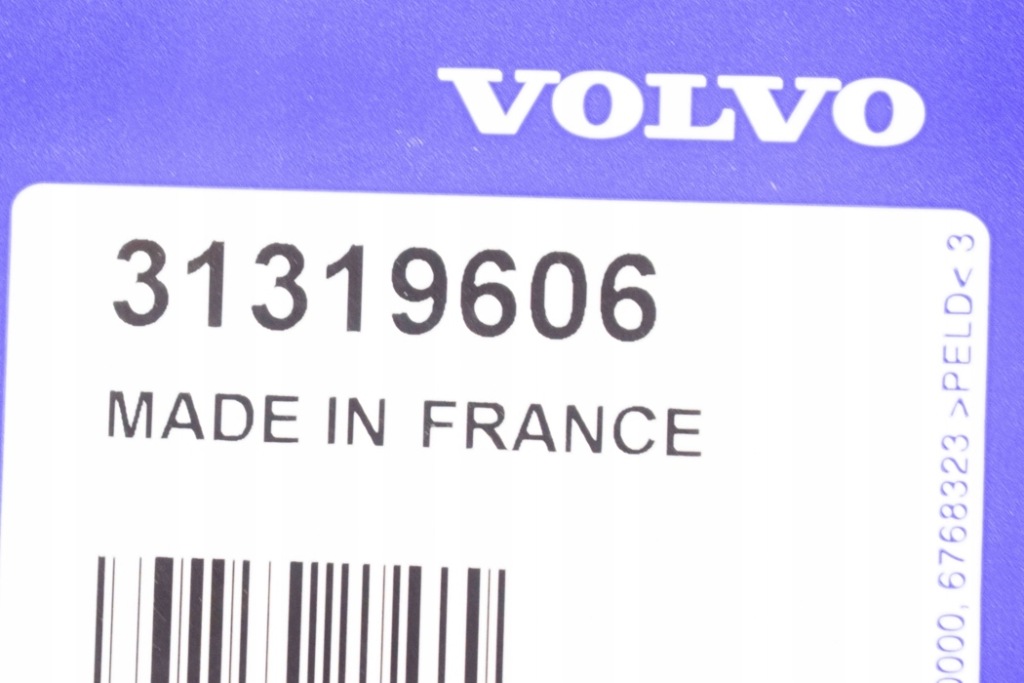 VOLVO
31319606
MADE IN FRANCE
0000, 6768323 >PELD< 3